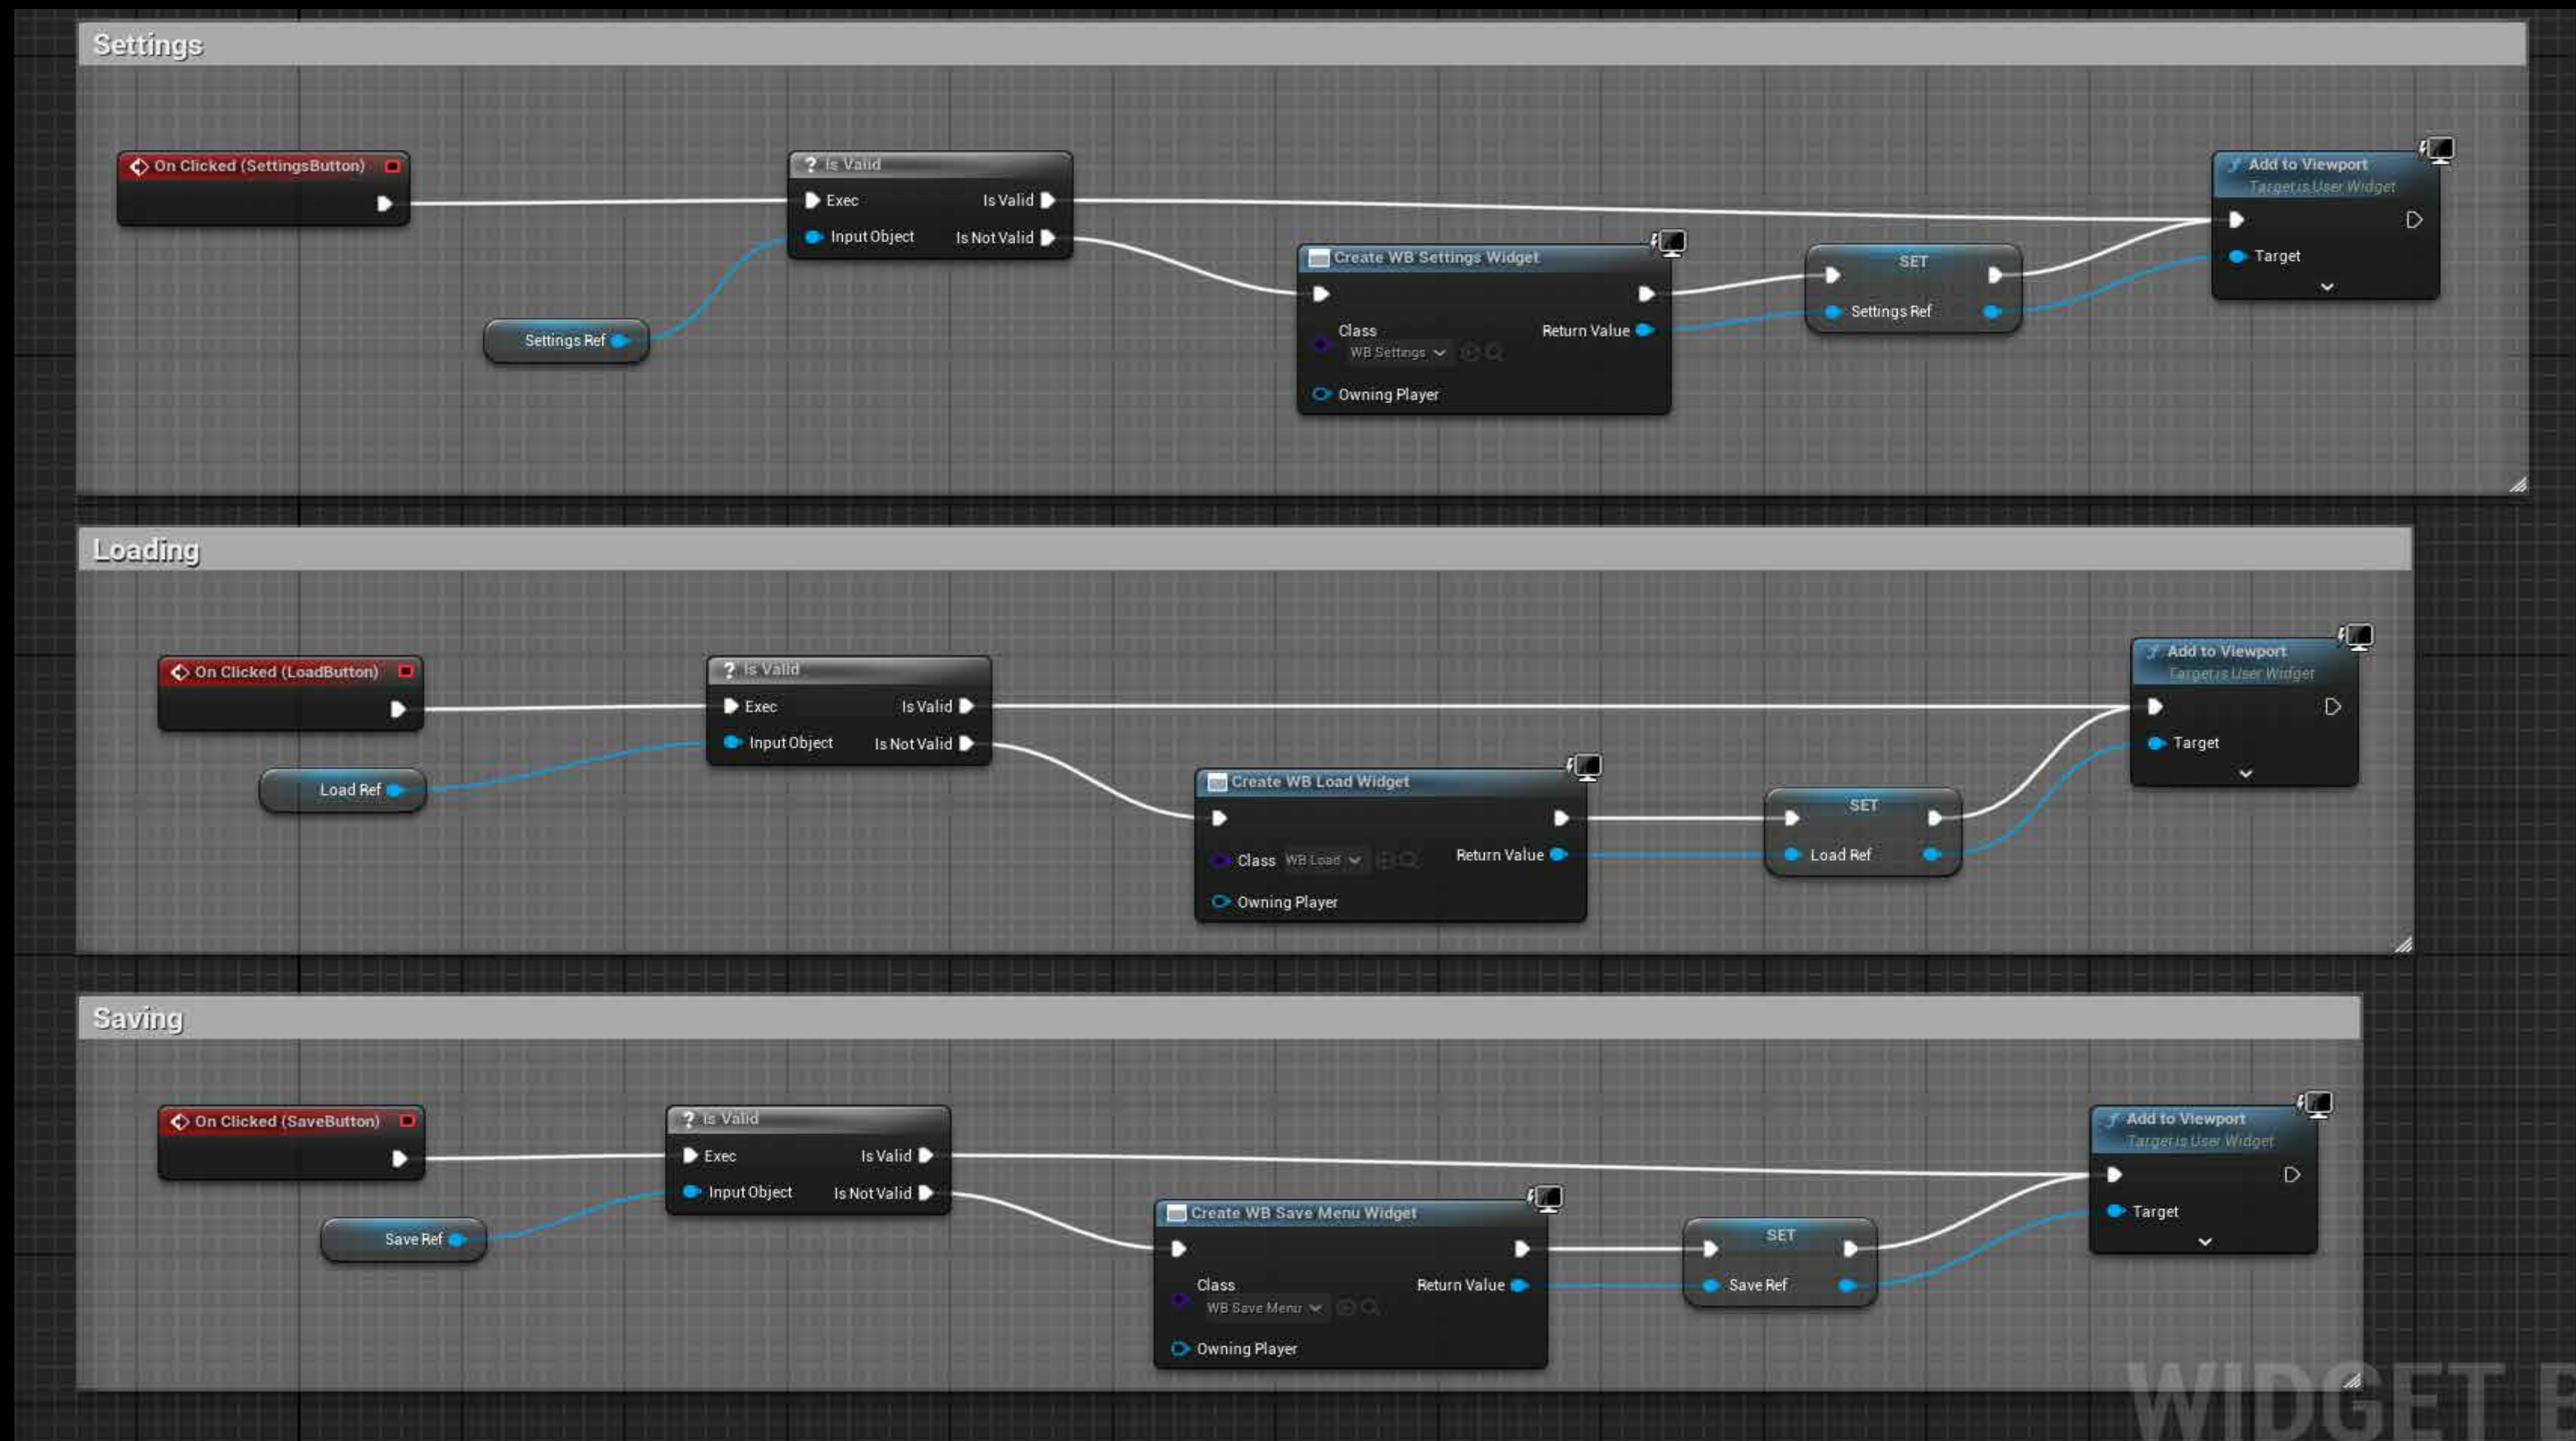 Settings
On Clicked (SettingsButton)
? Is Valid
Exec Is Valid
Input Object Is Not Valid
Settings Ref
Create WB Settings Widget
Class Return Value
WB Settings
Owning Player
SET
Settings Ref
f Add to Viewport
Target is User Widget
Target
Loading
On Clicked (LoadButton)
? Is Valid
Exec Is Valid
Input Object Is Not Valid
Load Ref
Create WB Load Widget
Class WB Load Return Value
Owning Player
SET
Load Ref
f Add to Viewport
Target is User Widget
Target
Saving
On Clicked (SaveButton)
? Is Valid
Exec Is Valid
Input Object Is Not Valid
Save Ref
Create WB Save Menu Widget
Class Return Value
WB Save Menu
Owning Player
SET
Save Ref
f Add to Viewport
Target is User Widget
Target
WIDGET B